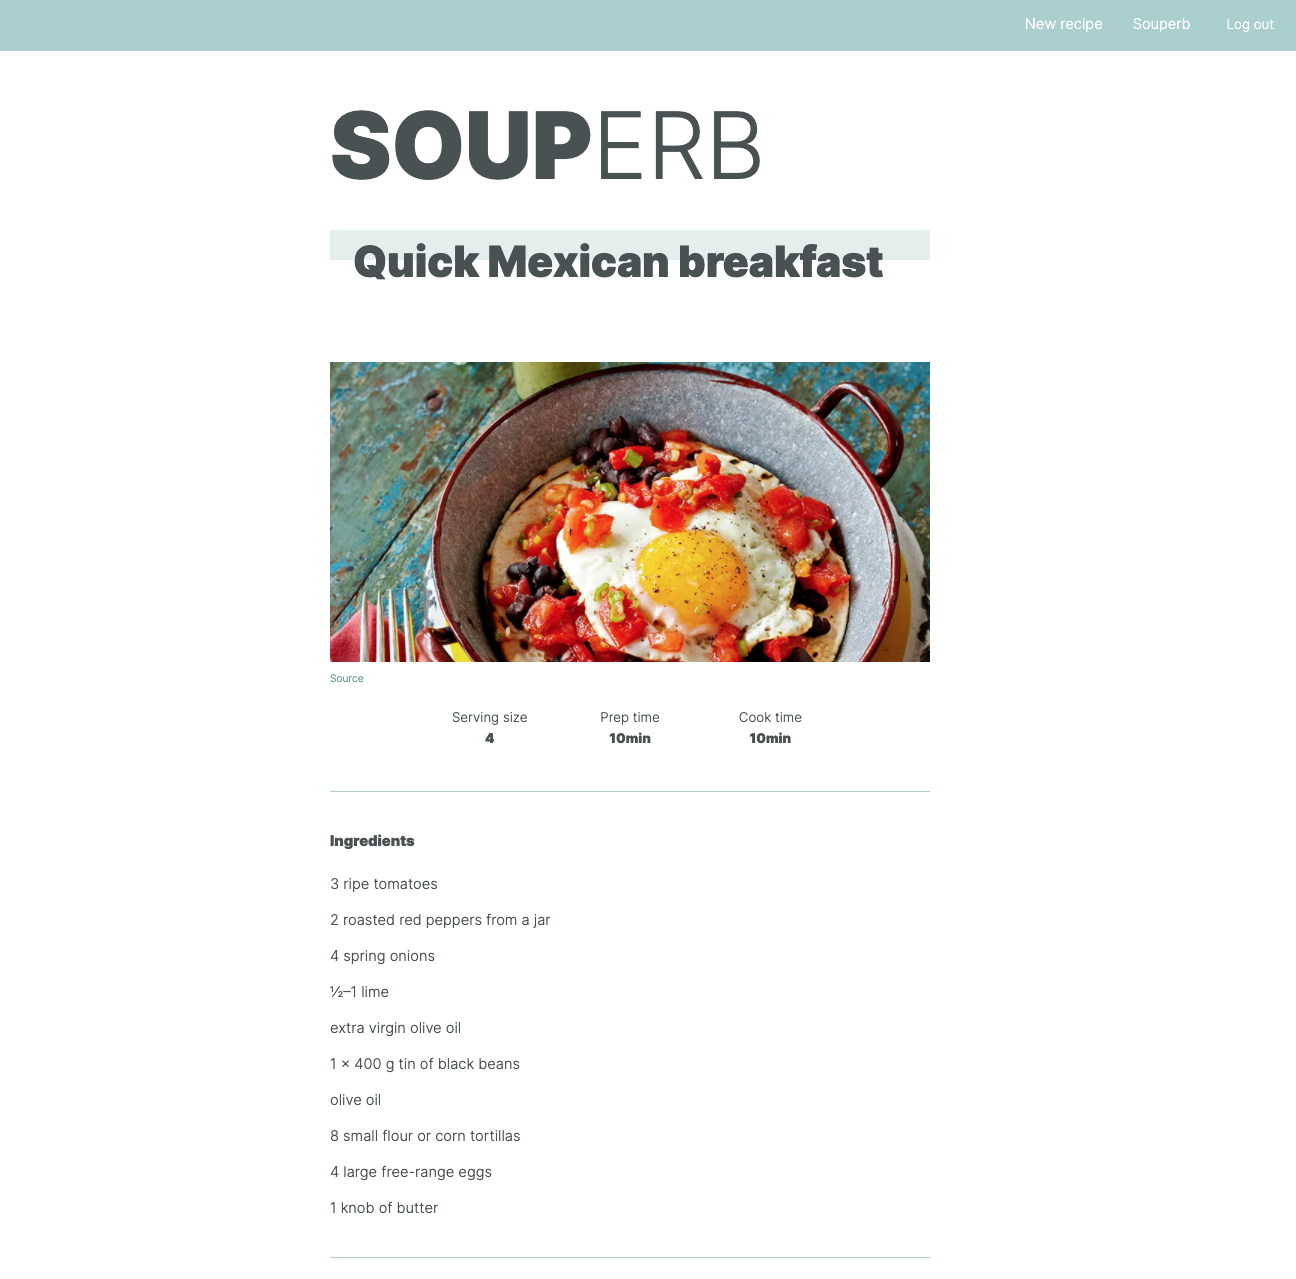 New recipe Souperb Log out
SOUPERB
Quick Mexican breakfast
Source
Serving size Prep time Cook time
4 10min 10min
Ingredients
3 ripe tomatoes
2 roasted red peppers from a jar
4 spring onions
½–1 lime
extra virgin olive oil
1 × 400 g tin of black beans
olive oil
8 small flour or corn tortillas
4 large free-range eggs
1 knob of butter